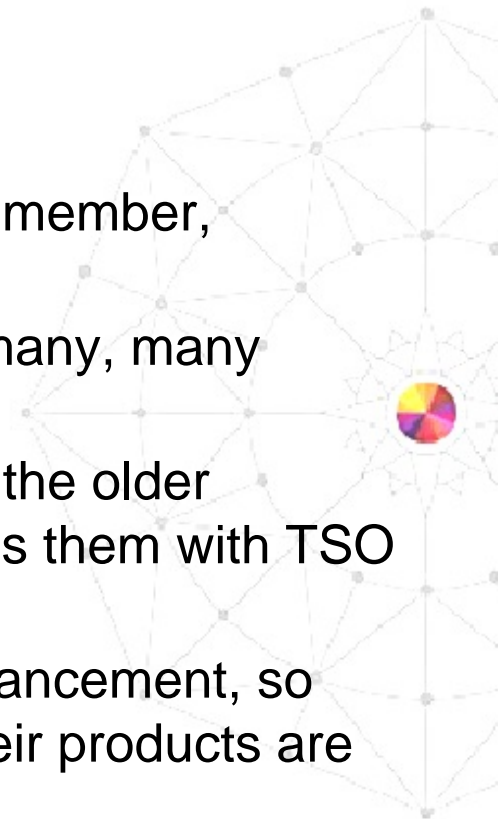 member,
many, many
the older
s them with TSO
ancement, so
eir products are